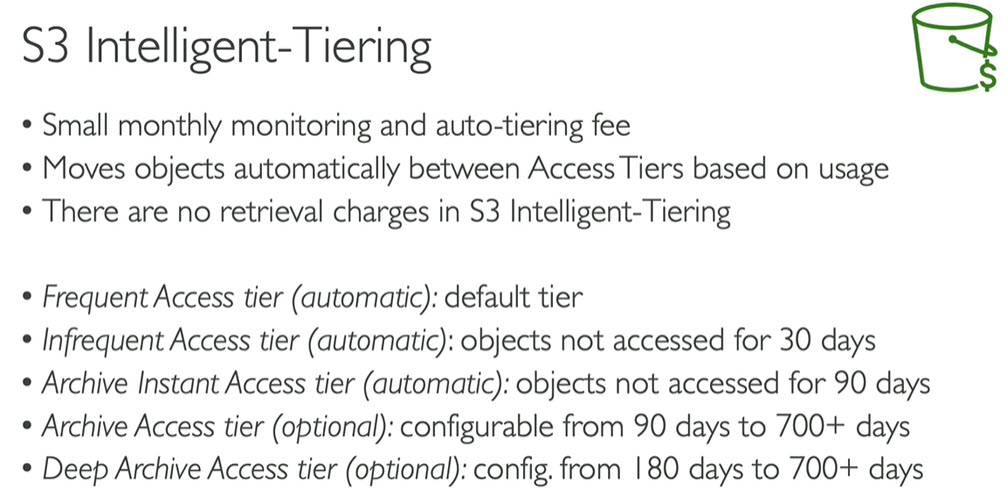 S3 Intelligent-Tiering
$
• Small monthly monitoring and auto-tiering fee
• Moves objects automatically between Access Tiers based on usage
• There are no retrieval charges in S3 Intelligent-Tiering
• Frequent Access tier (automatic): default tier
• Infrequent Access tier (automatic): objects not accessed for 30 days
• Archive Instant Access tier (automatic): objects not accessed for 90 days
• Archive Access tier (optional): configurable from 90 days to 700+ days
• Deep Archive Access tier (optional): config. from 180 days to 700+ days